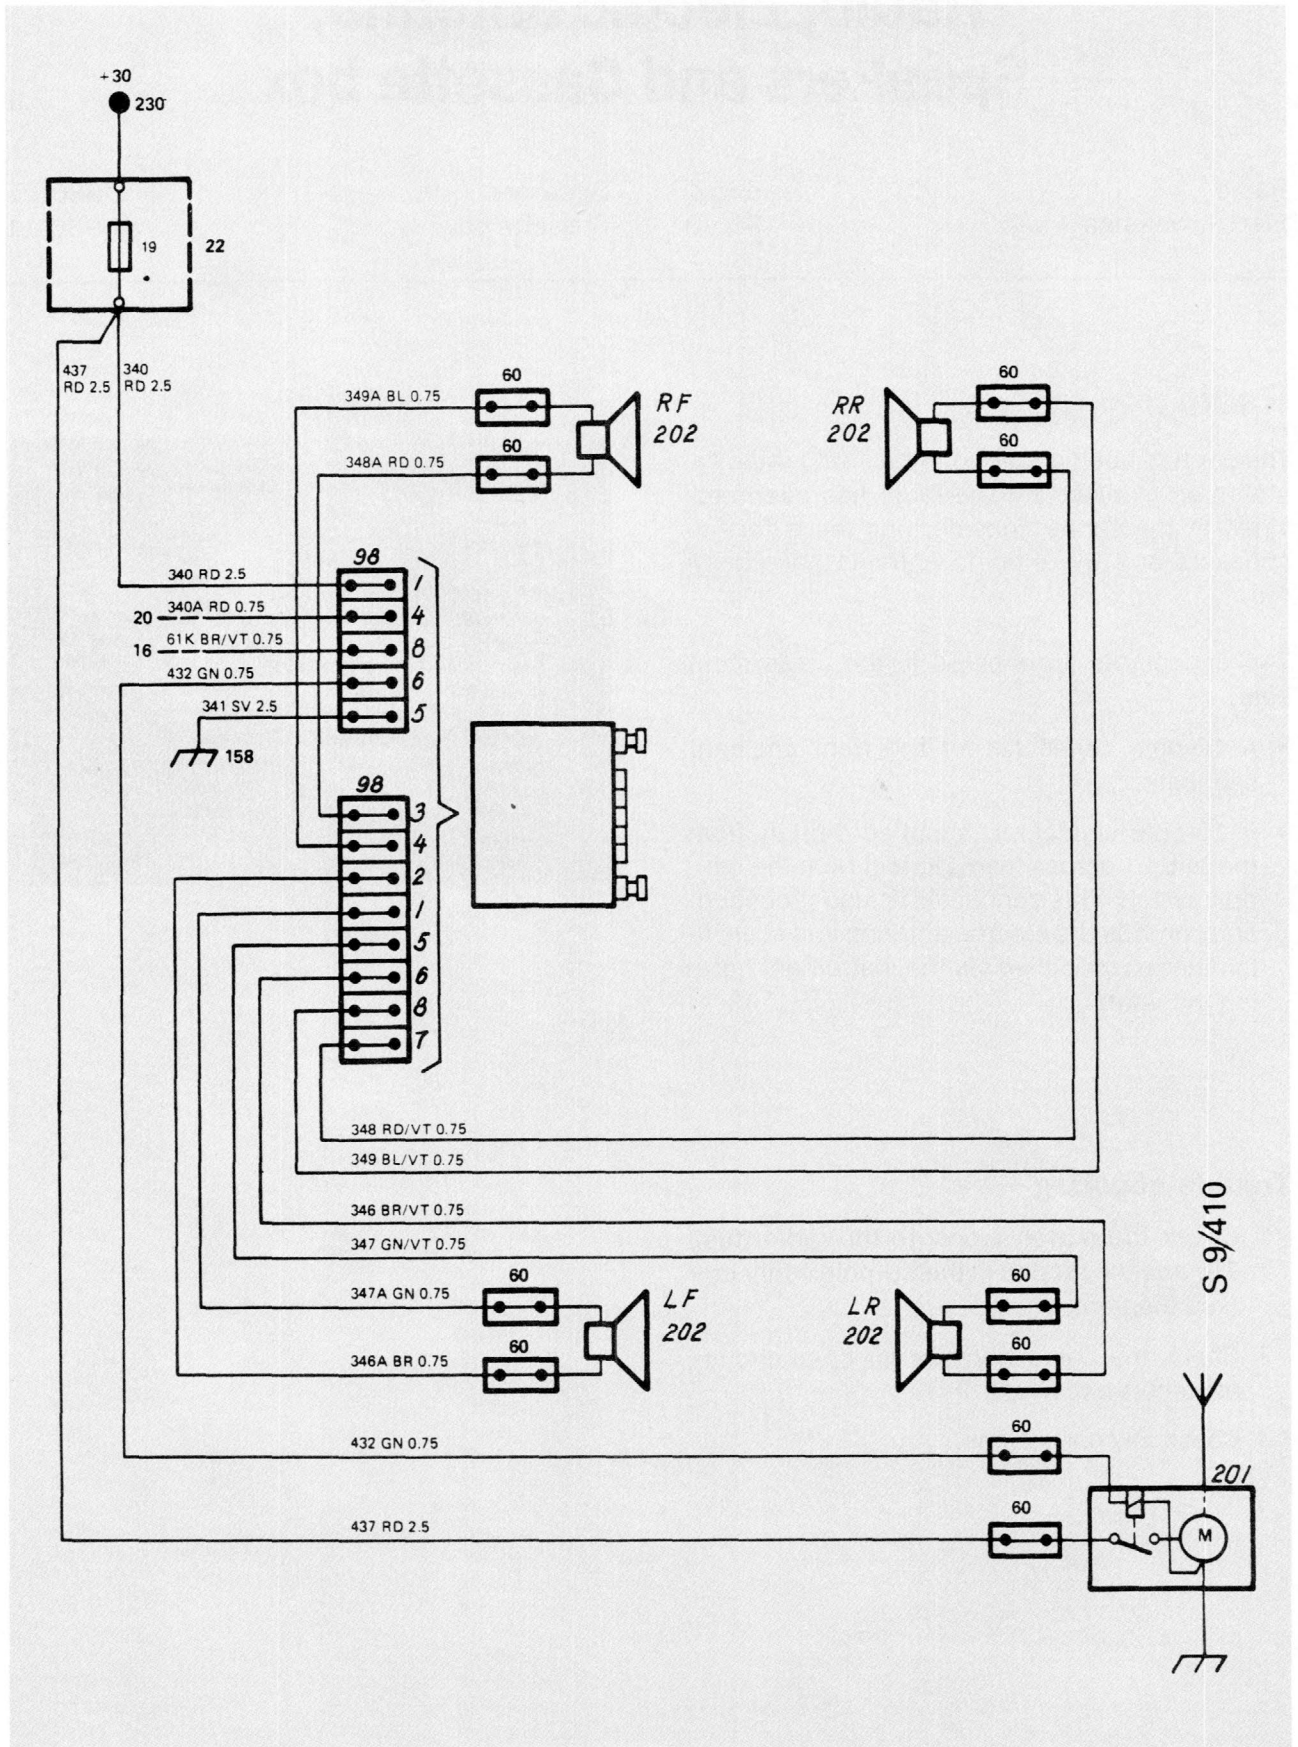 +30
230
19
22
437
RD 2.5
340
RD 2.5
349A BL 0.75
60
RF
202
348A RD 0.75
60
RR
202
60
60
98
340 RD 2.5
1
20
340A RD 0.75
4
16
61K BR/VT 0.75
8
432 GN 0.75
6
341 SV 2.5
5
158
98
3
4
2
1
5
6
8
7
348 RD/VT 0.75
349 BL/VT 0.75
346 BR/VT 0.75
347 GN/VT 0.75
347A GN 0.75
60
LF
202
346A BR 0.75
60
LR
202
60
60
S 9/410
432 GN 0.75
60
201
437 RD 2.5
60
M